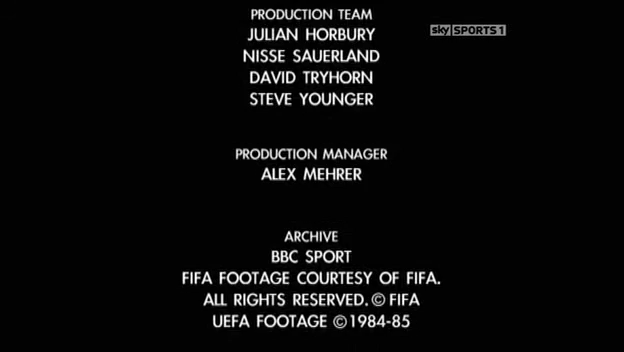 PRODUCTION TEAM
JULIAN HORBURY
NISSE SAUERLAND
DAVID TRYHORN
STEVE YOUNGER
sky SPORTS 1
PRODUCTION MANAGER
ALEX MEHRER
ARCHIVE
BBC SPORT
FIFA FOOTAGE COURTESY OF FIFA.
ALL RIGHTS RESERVED. © FIFA
UEFA FOOTAGE © 1984-85